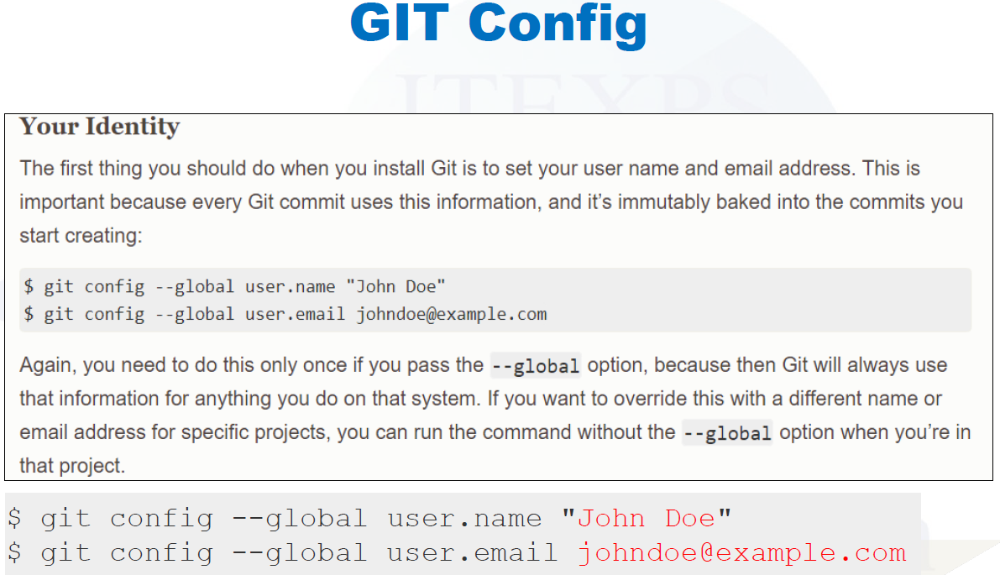 GIT Config
ITEXPS
Your Identity
The first thing you should do when you install Git is to set your user name and email address. This is
important because every Git commit uses this information, and it’s immutably baked into the commits you
start creating:
$ git config --global user.name "John Doe"
$ git config --global user.email johndoe@example.com
Again, you need to do this only once if you pass the --global option, because then Git will always use
that information for anything you do on that system. If you want to override this with a different name or
email address for specific projects, you can run the command without the --global option when you’re in
that project.
$ git config --global user.name "John Doe"
$ git config --global user.email johndoe@example.com